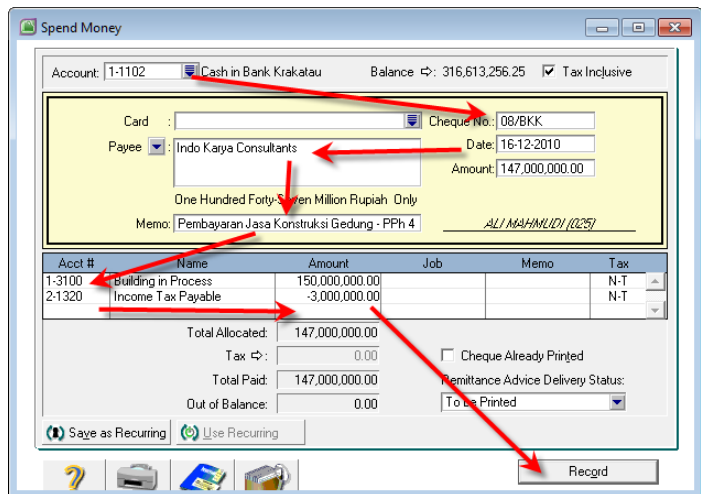 Spend Money
Account: 1-1102 Cash in Bank Krakatau Balance ⇨: 316,613,256.25 Tax Inclusive
Card : Cheque No.: 08/BKK
Payee : Indo Karya Consultants Date: 16-12-2010
Amount: 147,000,000.00
One Hundred Forty-Seven Million Rupiah Only
Memo: Pembayaran Jasa Konstruksi Gedung - PPh 4 ALI MAHMUDI (025)
Acct # Name Amount Job Memo Tax
1-3100 Building in Process 150,000,000.00 N-T
2-1320 Income Tax Payable -3,000,000.00 N-T
Total Allocated: 147,000,000.00
Tax ⇨: 0.00 Cheque Already Printed
Total Paid: 147,000,000.00 Remittance Advice Delivery Status:
Out of Balance: 0.00 To be Printed
Save as Recurring Use Recurring
Record